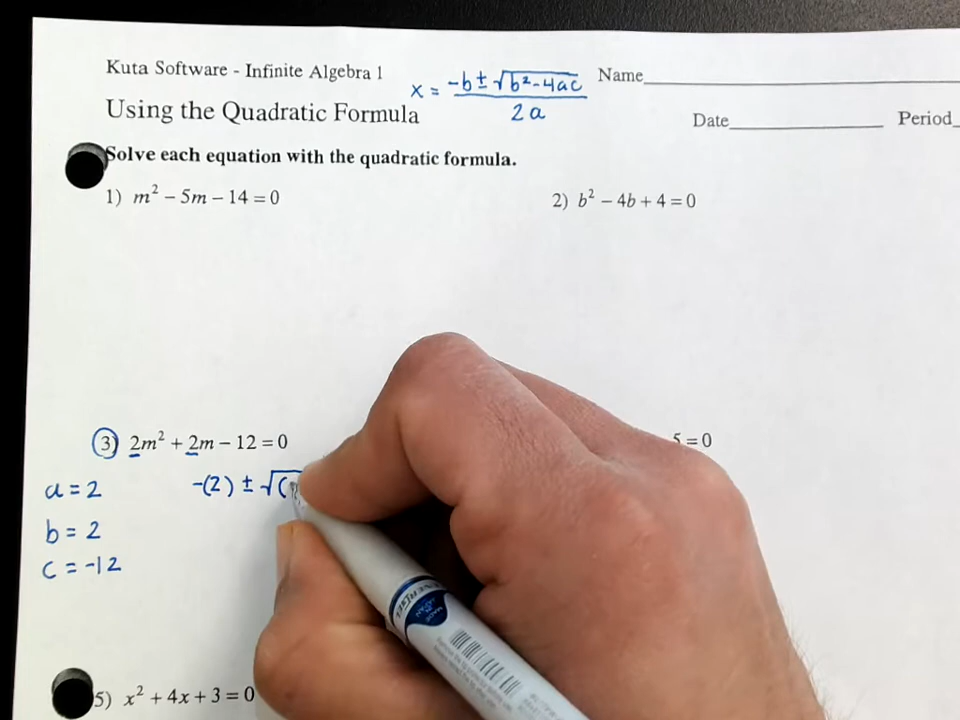 Kuta Software - Infinite Algebra 1
x = -b ± √b² - 4ac / 2a
Name
Using the Quadratic Formula
Date Period
Solve each equation with the quadratic formula.
1) m² - 5m - 14 = 0
2) b² - 4b + 4 = 0
3) 2m² + 2m - 12 = 0
5 = 0
a = 2
-(2) ± √(
b = 2
c = -12
5) x² + 4x + 3 = 0